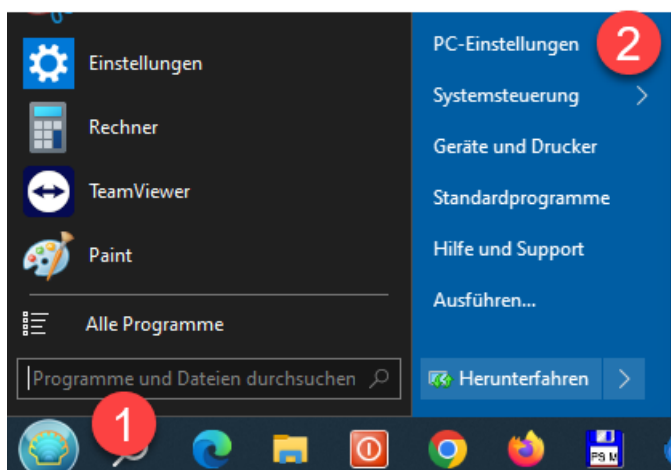 Einstellungen
Rechner
TeamViewer
Paint
Alle Programme
Programme und Dateien durchsuchen
1
PC-Einstellungen
2
Systemsteuerung
Geräte und Drucker
Standardprogramme
Hilfe und Support
Ausführen...
Herunterfahren
PS M